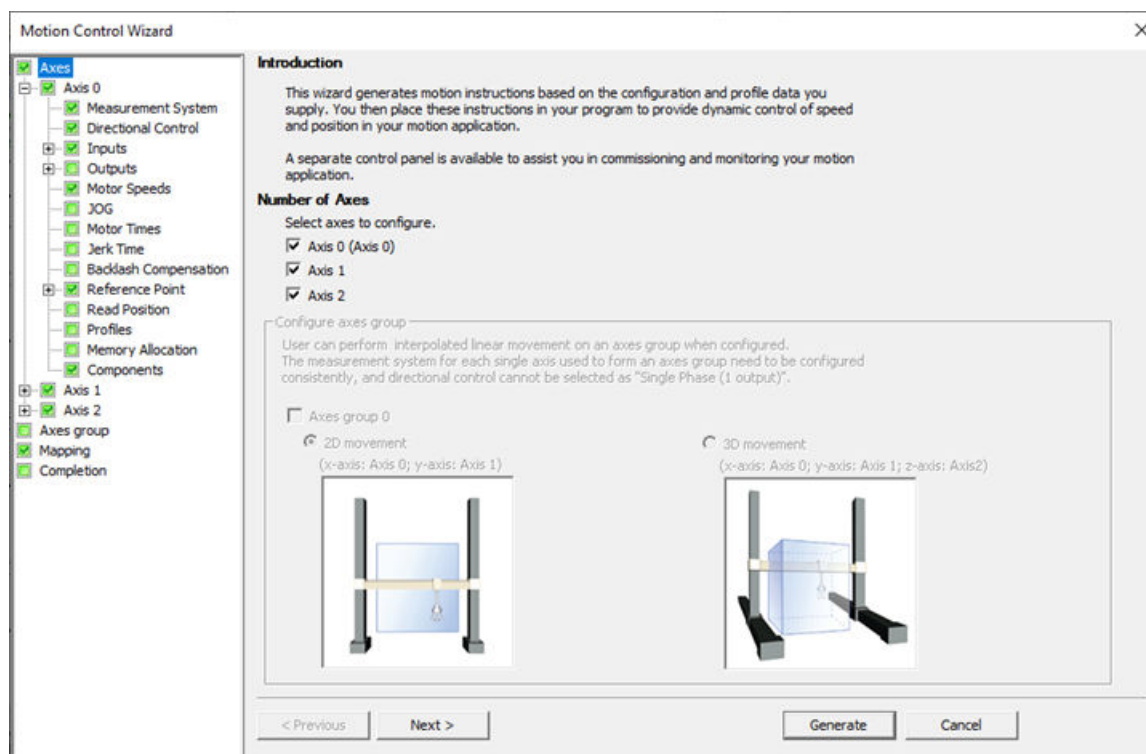 Motion Control Wizard
Axes
Axis 0
Measurement System
Directional Control
Inputs
Outputs
Motor Speeds
JOG
Motor Times
Jerk Time
Backlash Compensation
Reference Point
Read Position
Profiles
Memory Allocation
Components
Axis 1
Axis 2
Axes group
Mapping
Completion
Introduction
This wizard generates motion instructions based on the configuration and profile data you
supply. You then place these instructions in your program to provide dynamic control of speed
and position in your motion application.
A separate control panel is available to assist you in commissioning and monitoring your motion
application.
Number of Axes
Select axes to configure.
Axis 0 (Axis 0)
Axis 1
Axis 2
Configure axes group
User can perform interpolated linear movement on an axes group when configured.
The measurement system for each single axis used to form an axes group need to be configured
consistently, and directional control cannot be selected as "Single Phase (1 output)".
Axes group 0
2D movement
(x-axis: Axis 0; y-axis: Axis 1)
3D movement
(x-axis: Axis 0; y-axis: Axis 1; z-axis: Axis2)
< Previous
Next >
Generate
Cancel